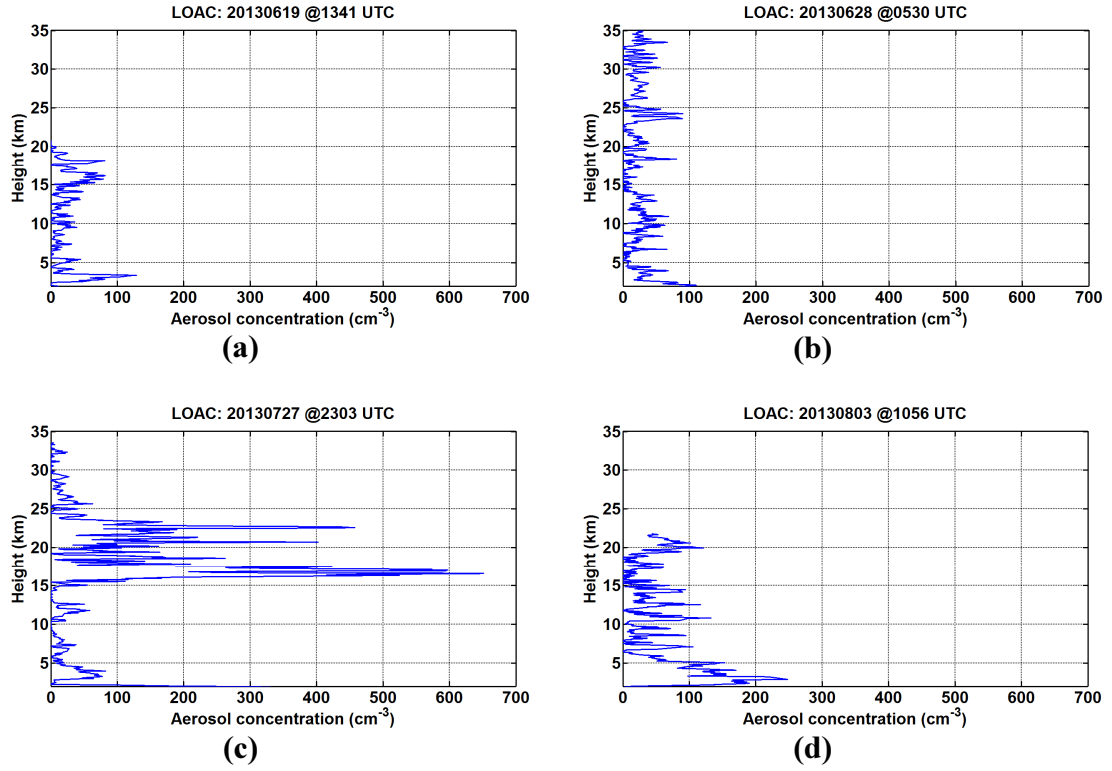 LOAC: 20130619 @1341 UTC
35
30
25
20
15
10
5
Height (km)
0 100 200 300 400 500 600 700
Aerosol concentration (cm-3)
(a)
LOAC: 20130628 @0530 UTC
35
30
25
20
15
10
5
Height (km)
0 100 200 300 400 500 600 700
Aerosol concentration (cm-3)
(b)
LOAC: 20130727 @2303 UTC
35
30
25
20
15
10
5
Height (km)
0 100 200 300 400 500 600 700
Aerosol concentration (cm-3)
(c)
LOAC: 20130803 @1056 UTC
35
30
25
20
15
10
5
Height (km)
0 100 200 300 400 500 600 700
Aerosol concentration (cm-3)
(d)